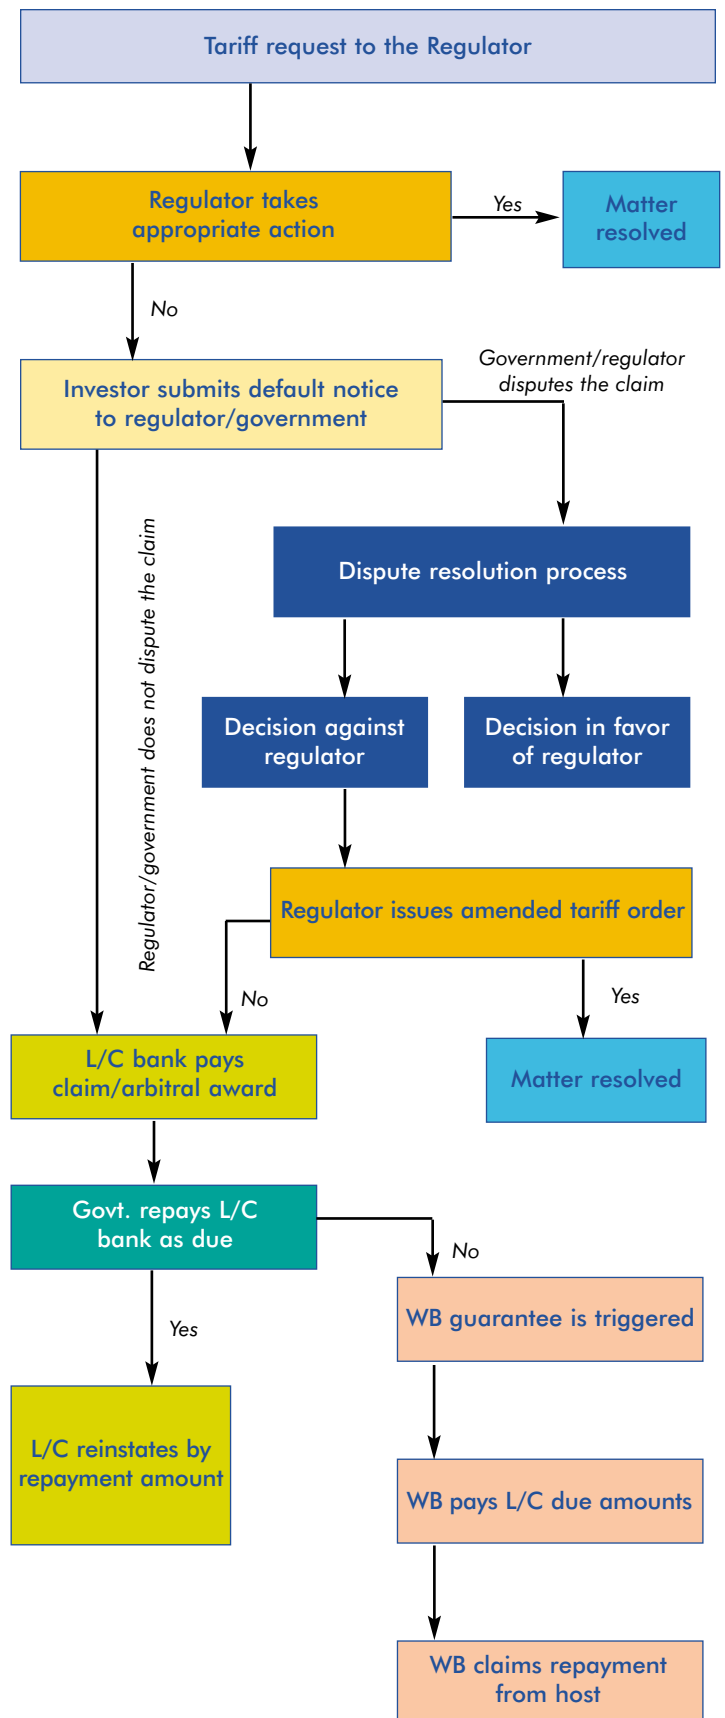 Tariff request to the Regulator
Regulator takes
appropriate action
Yes
Matter
resolved
No
Investor submits default notice
to regulator/government
Government/regulator
disputes the claim
Regulator/government does not dispute the claim
Dispute resolution process
Decision against
regulator
Decision in favor
of regulator
Regulator issues amended tariff order
No
Yes
L/C bank pays
claim/arbitral award
Matter resolved
Govt. repays L/C
bank as due
No
Yes
WB guarantee is triggered
L/C reinstates by
repayment amount
WB pays L/C due amounts
WB claims repayment
from host